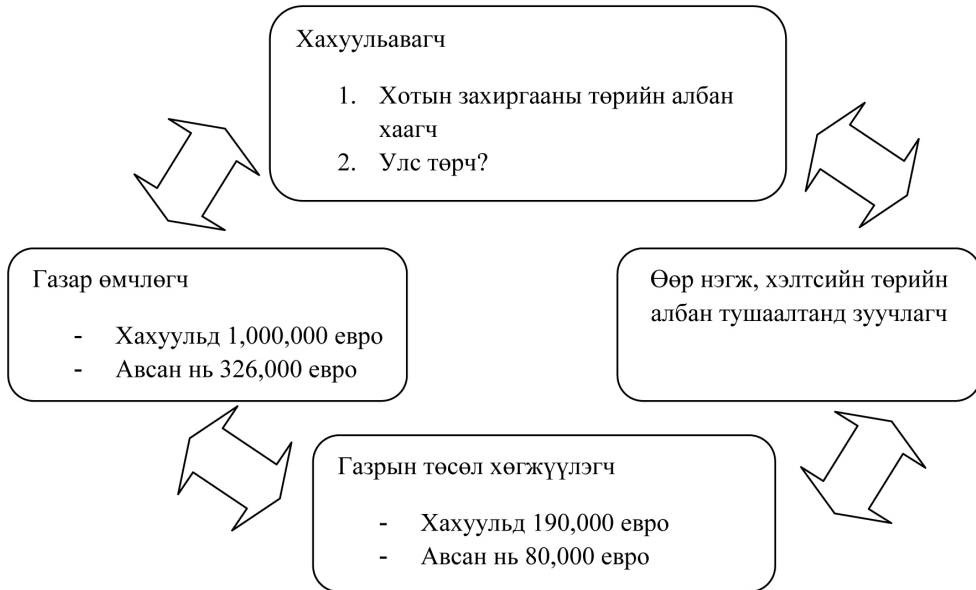 Хахуульавагч
1. Хотын захиргааны төрийн албан
хаагч
2. Улс төрч?
Газар өмчлөгч
- Хахуульд 1,000,000 евро
- Авсан нь 326,000 евро
Өөр нэгж, хэлтсийн төрийн
албан тушаалтанд зуучлагч
Газрын төсөл хөгжүүлэгч
- Хахуульд 190,000 евро
- Авсан нь 80,000 евро